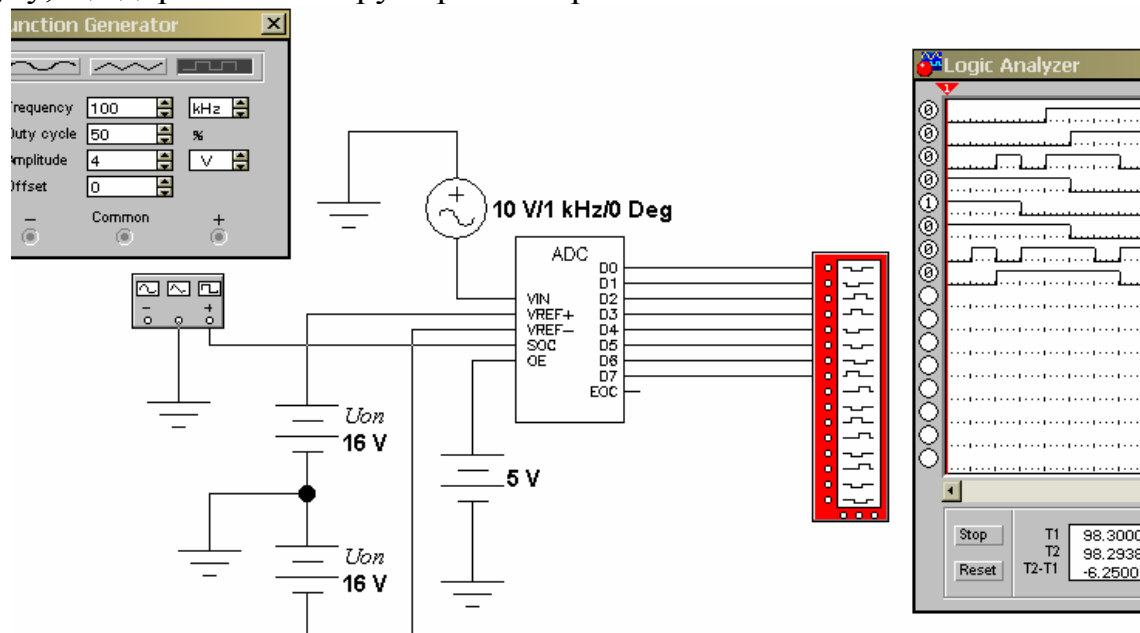 unction Generator
requency 100 kHz
uty cycle 50 %
mplitude 4 V
ffset 0
− Common +
10 V/1 kHz/0 Deg
ADC
VIN
VREF+
VREF−
SOC
OE
D0
D1
D2
D3
D4
D5
D6
D7
EOC
− +
Uon
16 V
5 V
Uon
16 V
Logic Analyzer
1
0
0
0
0
1
0
0
0
Stop
Reset
T1 98.3000
T2 98.2938
T2-T1 -6.2500